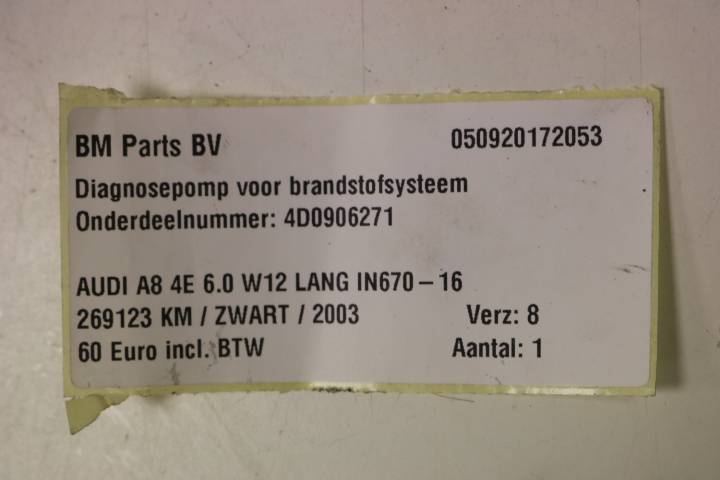 BM Parts BV 050920172053
Diagnosepomp voor brandstofsysteem
Onderdeelnummer: 4D0906271
AUDI A8 4E 6.0 W12 LANG IN670-16
269123 KM / ZWART / 2003 Verz: 8
60 Euro incl. BTW Aantal: 1